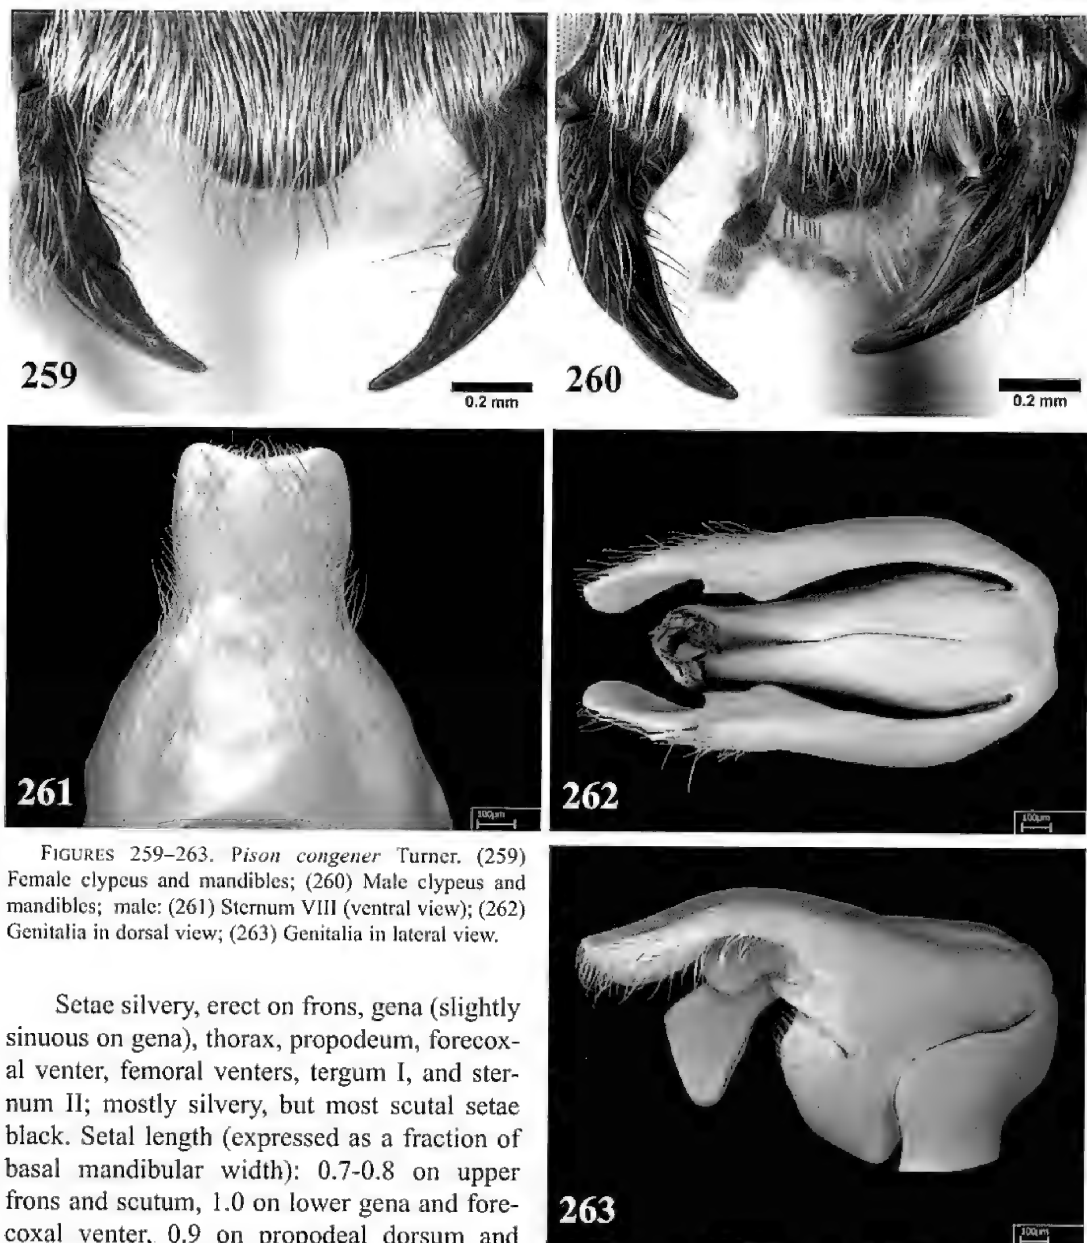 259
0.2 mm
260
0.2 mm
261
100µm
262
100µm
FIGURES 259–263. Pison congener Turner. (259)
Female clypeus and mandibles; (260) Male clypeus and
mandibles; male: (261) Sternum VIII (ventral view); (262)
Genitalia in dorsal view; (263) Genitalia in lateral view.
Setae silvery, erect on frons, gena (slightly
sinuous on gena), thorax, propodeum, forecox-
al venter, femoral venters, tergum I, and ster-
num II; mostly silvery, but most scutal setae
black. Setal length (expressed as a fraction of
basal mandibular width): 0.7-0.8 on upper
frons and scutum, 1.0 on lower gena and fore-
coxal venter, 0.9 on propodeal dorsum and
263
100µm